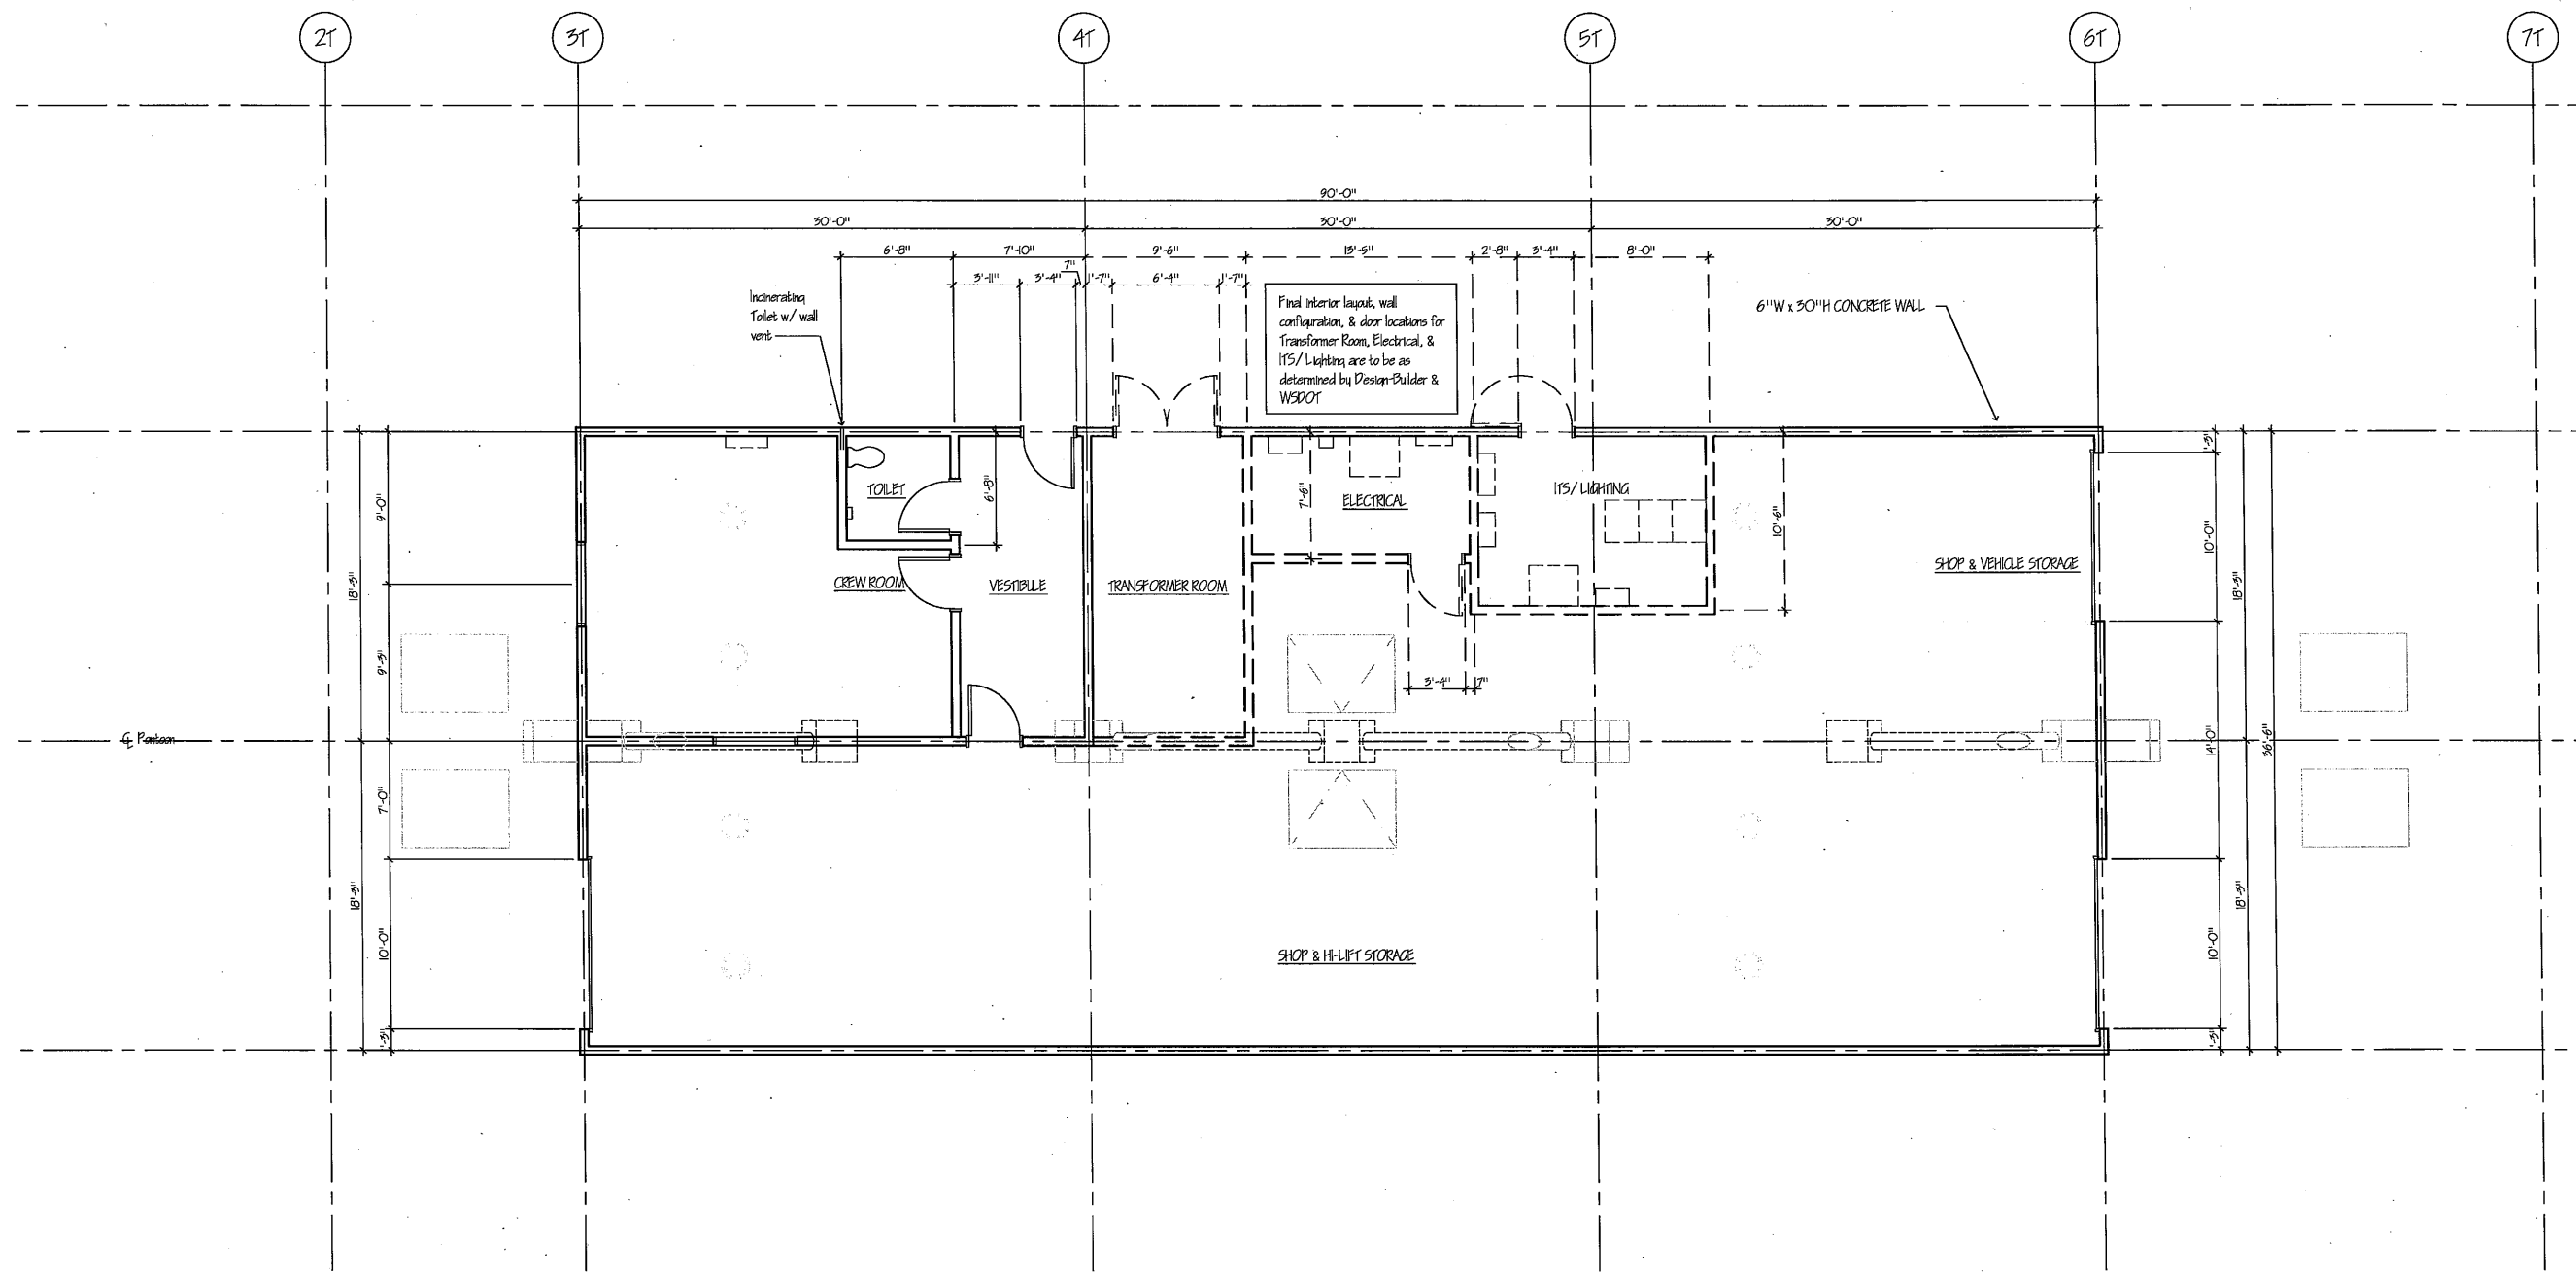 2T 3T 4T 5T 6T 7T
90'-0"
30'-0" 30'-0" 30'-0"
6'-8" 7'-10" 9'-6" 13'-5" 2'-8" 3'-4" 8'-0"
7"
3'-11" 3'-4" 1'-7" 6'-4" 1'-7"
Incinerating
Toilet w/ wall
vent
Final interior layout, wall
configuration, & door locations for
Transformer Room, Electrical, &
ITS/ Lighting are to be as
determined by Design-Builder &
WSDOT
6"W x 30"H CONCRETE WALL
TOILET
6'-8"
7'-6"
ELECTRICAL
ITS/ LIGHTING
10'-6"
CREW ROOM
VESTIBULE
TRANSFORMER ROOM
SHOP & VEHICLE STORAGE
3'-4" 7"
℄ Pontoon
SHOP & HI-LIFT STORAGE
18'-3"
18'-3"
9'-0"
9'-3"
7'-0"
10'-0"
1'-3"
1'-3"
10'-0"
14'-0"
10'-0"
1'-3"
18'-3"
18'-3"
36'-6"